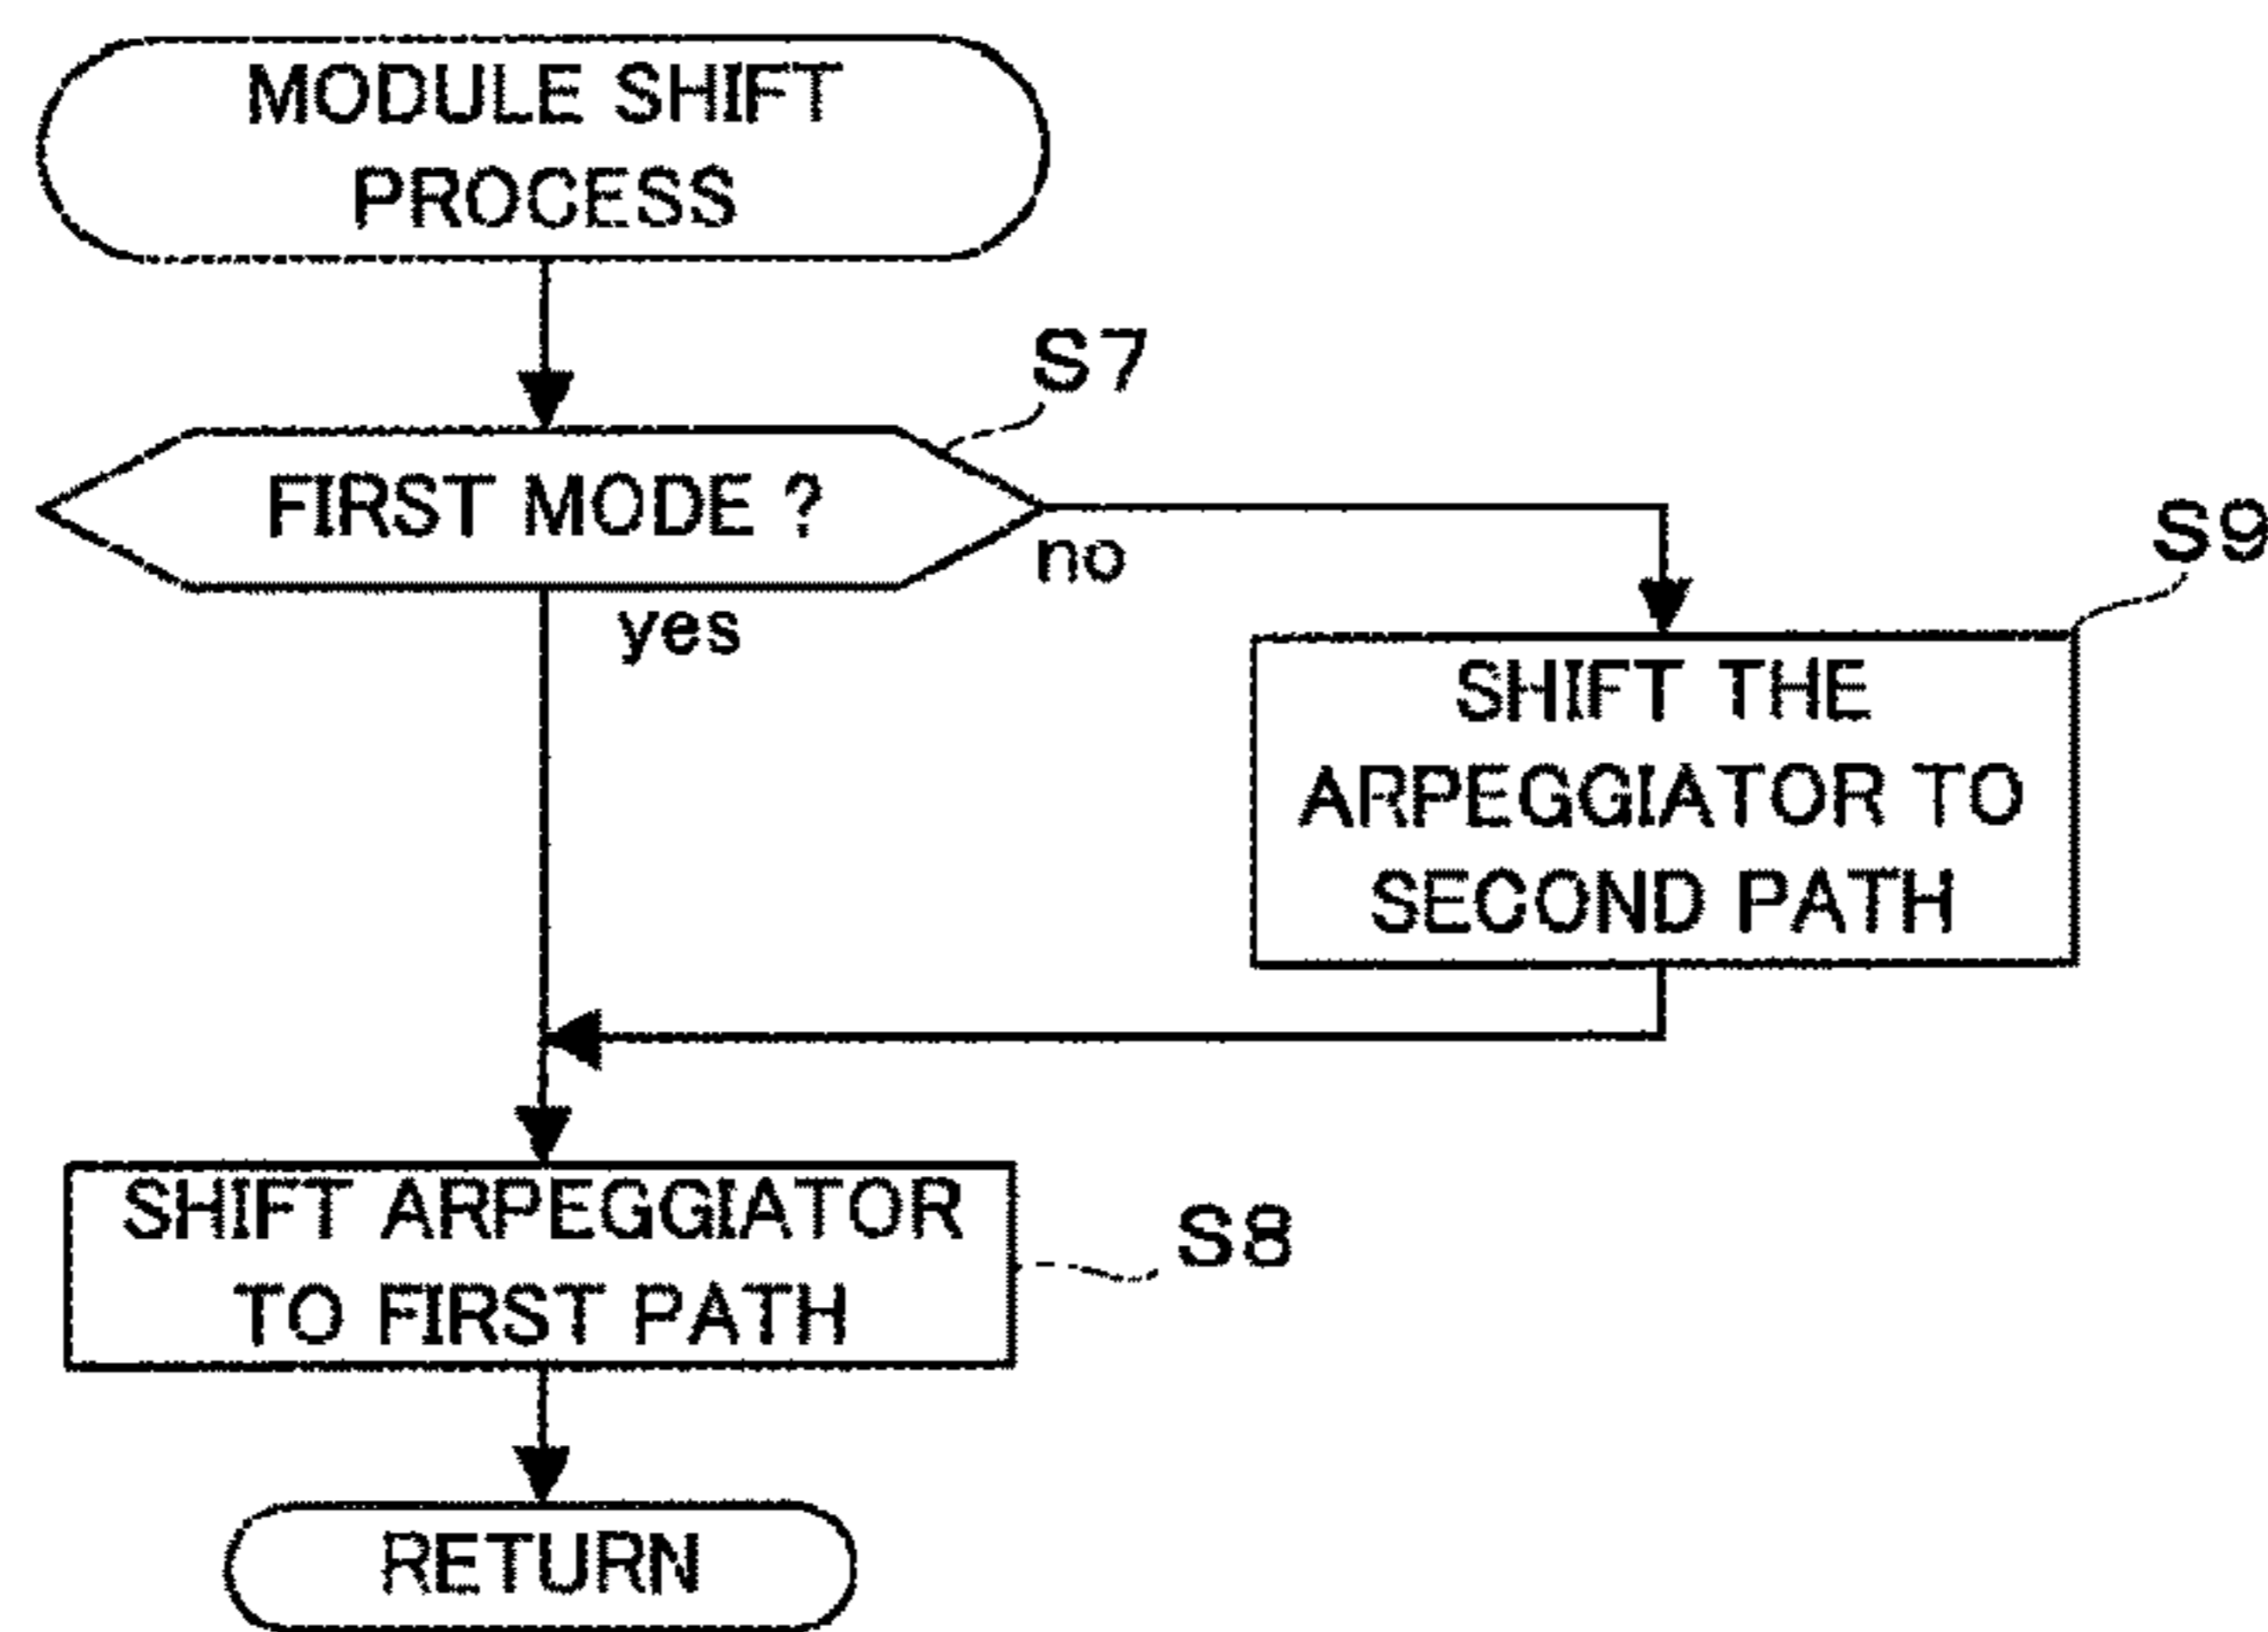 MODULE SHIFT
PROCESS
S7
FIRST MODE ?
no
yes
S9
SHIFT THE
ARPEGGIATOR TO
SECOND PATH
SHIFT ARPEGGIATOR
TO FIRST PATH
S8
RETURN